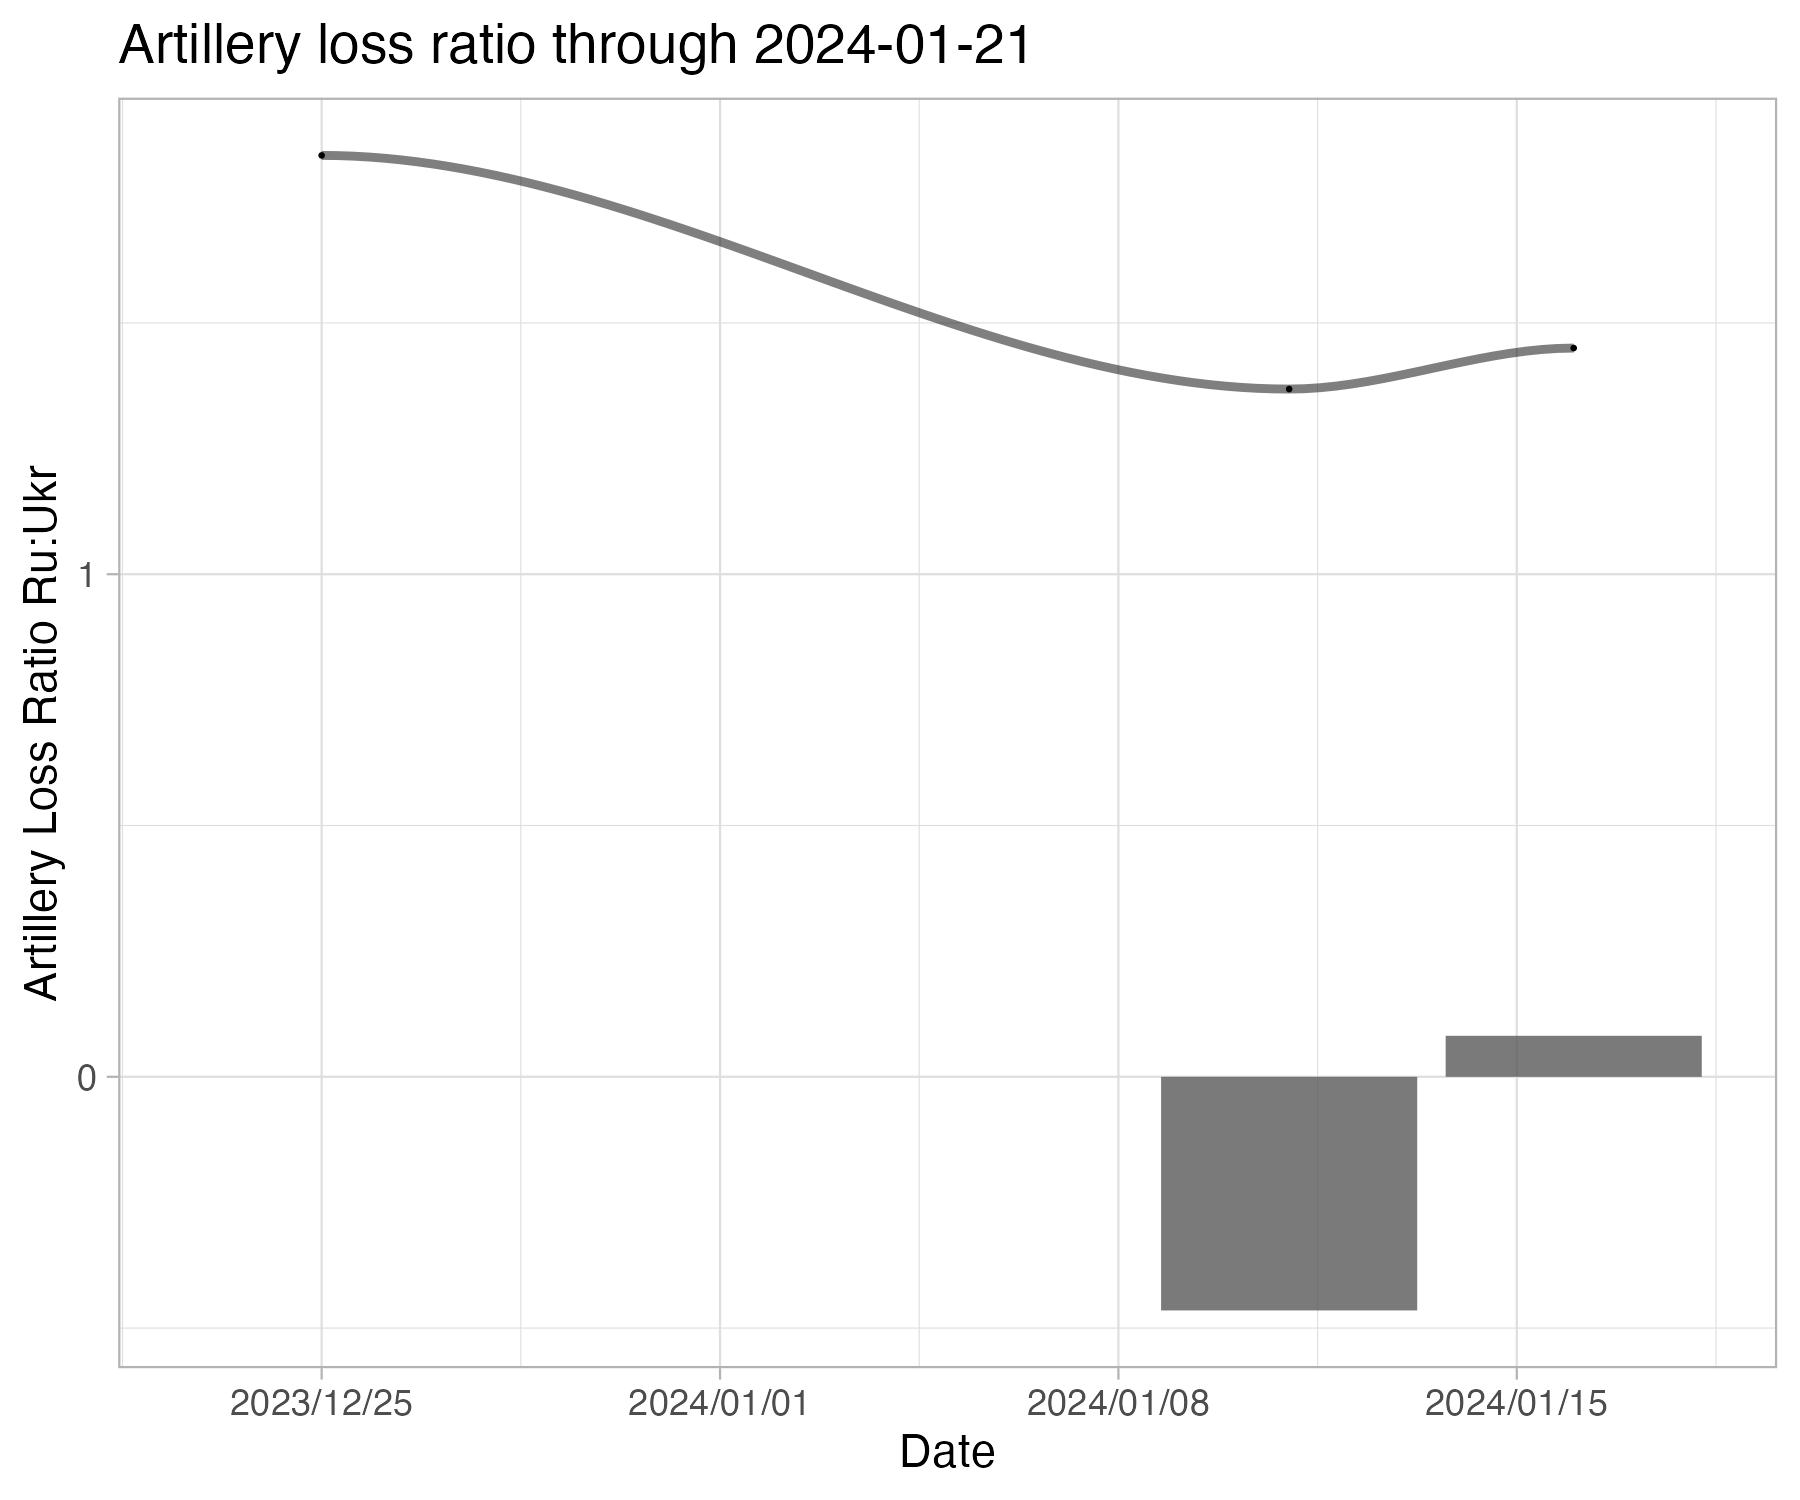 Artillery loss ratio through 2024-01-21
Artillery Loss Ratio Ru:Ukr
1
0
2023/12/25
2024/01/01
2024/01/08
2024/01/15
Date